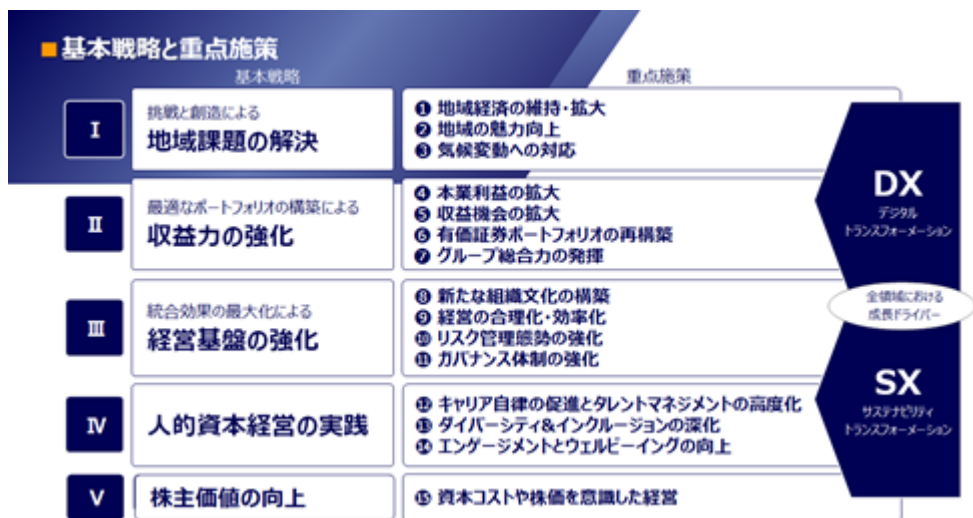 ■基本戦略と重点施策
基本戦略
重点施策
Ⅰ
挑戦と創造による
地域課題の解決
❶ 地域経済の維持・拡大
❷ 地域の魅力向上
❸ 気候変動への対応
Ⅱ
最適なポートフォリオの構築による
収益力の強化
❹ 本業利益の拡大
❺ 収益機会の拡大
❻ 有価証券ポートフォリオの再構築
❼ グループ総合力の発揮
Ⅲ
統合効果の最大化による
経営基盤の強化
❽ 新たな組織文化の構築
❾ 経営の合理化・効率化
❿ リスク管理態勢の強化
⓫ ガバナンス体制の強化
Ⅳ
人的資本経営の実践
⓬ キャリア自律の促進とタレントマネジメントの高度化
⓭ ダイバーシティ&インクルージョンの深化
⓮ エンゲージメントとウェルビーイングの向上
Ⅴ
株主価値の向上
⓯ 資本コストや株価を意識した経営
DX
デジタル
トランスフォーメーション
全領域における
成長ドライバー
SX
サステナビリティ
トランスフォーメーション